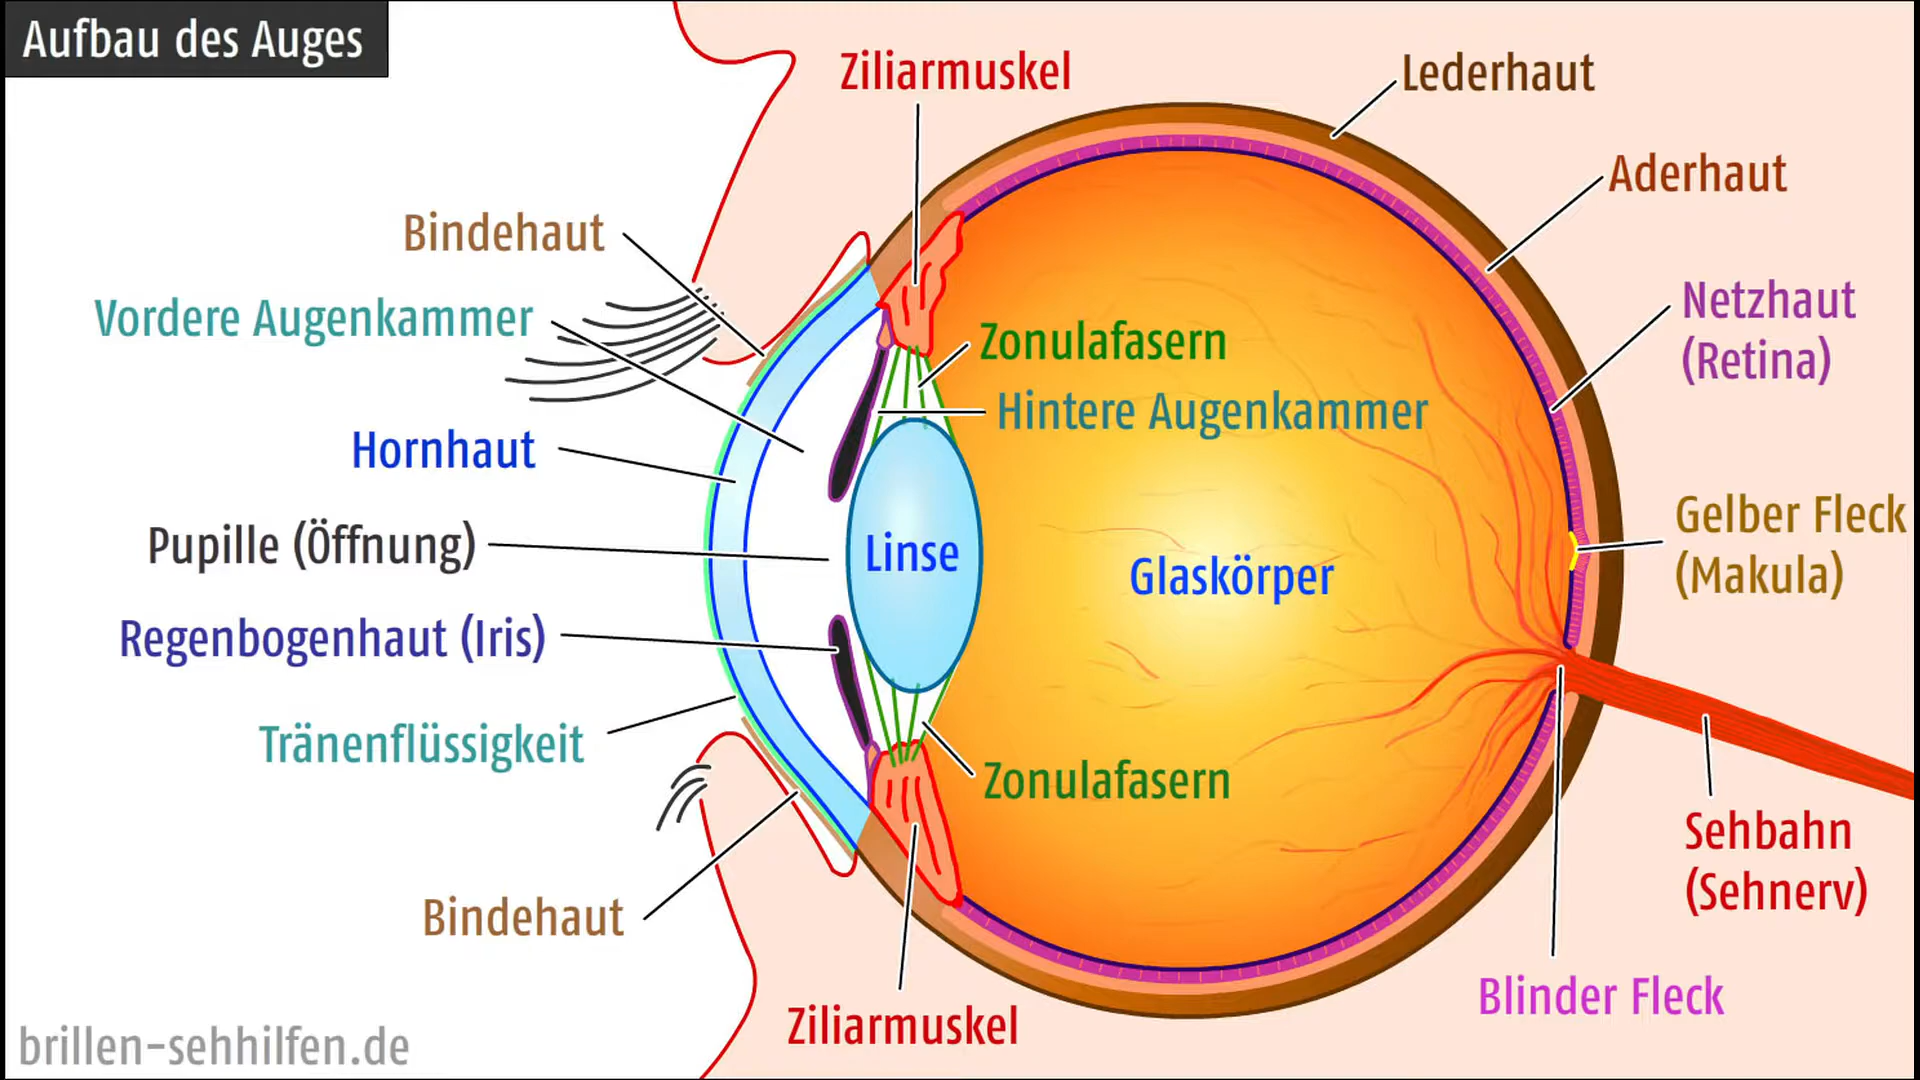 Aufbau des Auges
Ziliarmuskel
Lederhaut
Aderhaut
Bindehaut
Vordere Augenkammer
Netzhaut
(Retina)
Zonulafasern
Hintere Augenkammer
Hornhaut
Gelber Fleck
(Makula)
Pupille (Öffnung)
Linse
Glaskörper
Regenbogenhaut (Iris)
Tränenflüssigkeit
Zonulafasern
Sehbahn
(Sehnerv)
Bindehaut
Blinder Fleck
Ziliarmuskel
brillen-sehhilfen.de